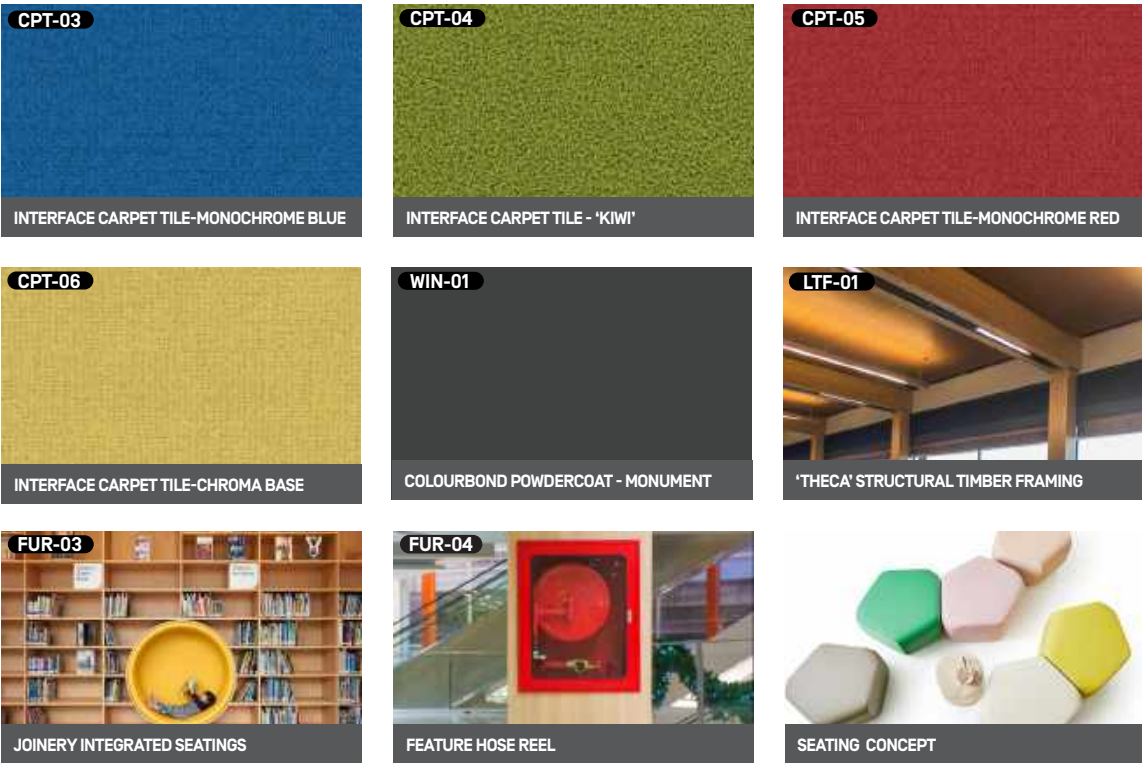 CPT-03
INTERFACE CARPET TILE-MONOCHROME BLUE
CPT-04
INTERFACE CARPET TILE - ‘KIWI’
CPT-05
INTERFACE CARPET TILE-MONOCHROME RED
CPT-06
INTERFACE CARPET TILE-CHROMA BASE
WIN-01
COLOURBOND POWDERCOAT - MONUMENT
LTF-01
‘THECA’ STRUCTURAL TIMBER FRAMING
FUR-03
JOINERY INTEGRATED SEATINGS
FUR-04
FEATURE HOSE REEL
SEATING CONCEPT